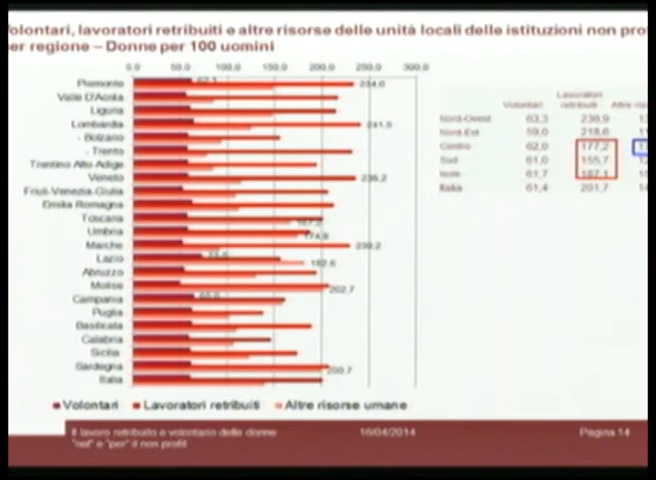 Volontari, lavoratori retribuiti e altre risorse delle unità locali delle istituzioni non
per regione – Donne per 100 uomini
0,0 50,0 100,0 150,0 200,0 250,0 300,0
Piemonte 234,0
Valle D'Aosta
Liguria
Lombardia 241,5
- Bolzano
- Trento
Trentino Alto Adige
Veneto 236,2
Friuli-Venezia-Giulia
Emilia Romagna
Toscana
Umbria 174,8
Marche
Lazio 182,6
Abruzzo
Molise 202,7
Campania
Puglia
Basilicata
Calabria
Sicilia
Sardegna
Italia
Volontari Lavoratori retribuiti Altre risorse umane
Lavoratori
Volontari retribuiti
Nord-Ovest 63,3 236,9
Nord-Est 59,0 218,6
Centro 62,0 177,2
Sud 61,0 155,7
Isole 61,7 187,1
Italia 61,4 201,7
Il lavoro retribuito e volontario delle donne
"nel" e "per" il non profit
16/04/2014
Pagina 14